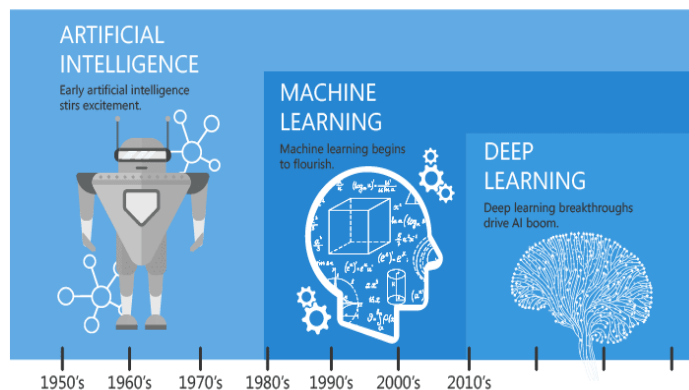 ARTIFICIAL
INTELLIGENCE
Early artificial intelligence
stirs excitement.
MACHINE
LEARNING
Machine learning begins
to flourish.
DEEP
LEARNING
Deep learning breakthroughs
drive AI boom.
1950's 1960's 1970's 1980's 1990's 2000's 2010's